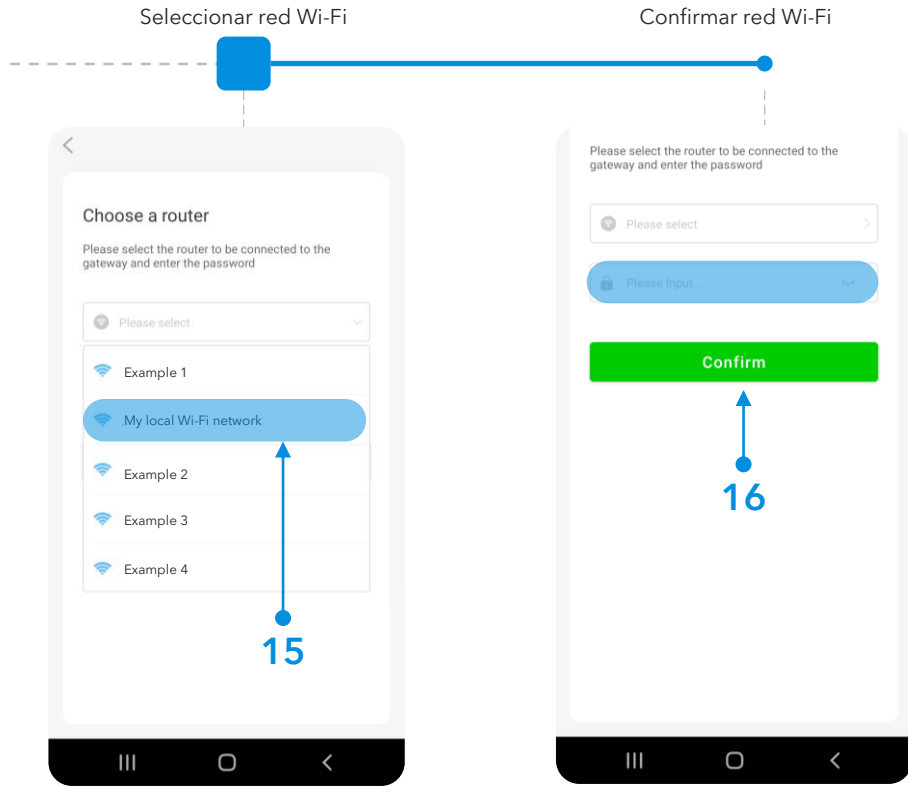 Seleccionar red Wi-Fi
Confirmar red Wi-Fi
Choose a router
Please select the router to be connected to the
gateway and enter the password
Please select
Example 1
My local Wi-Fi network
Example 2
Example 3
Example 4
15
Please select the router to be connected to the
gateway and enter the password
Please select
Please Input...
Confirm
16